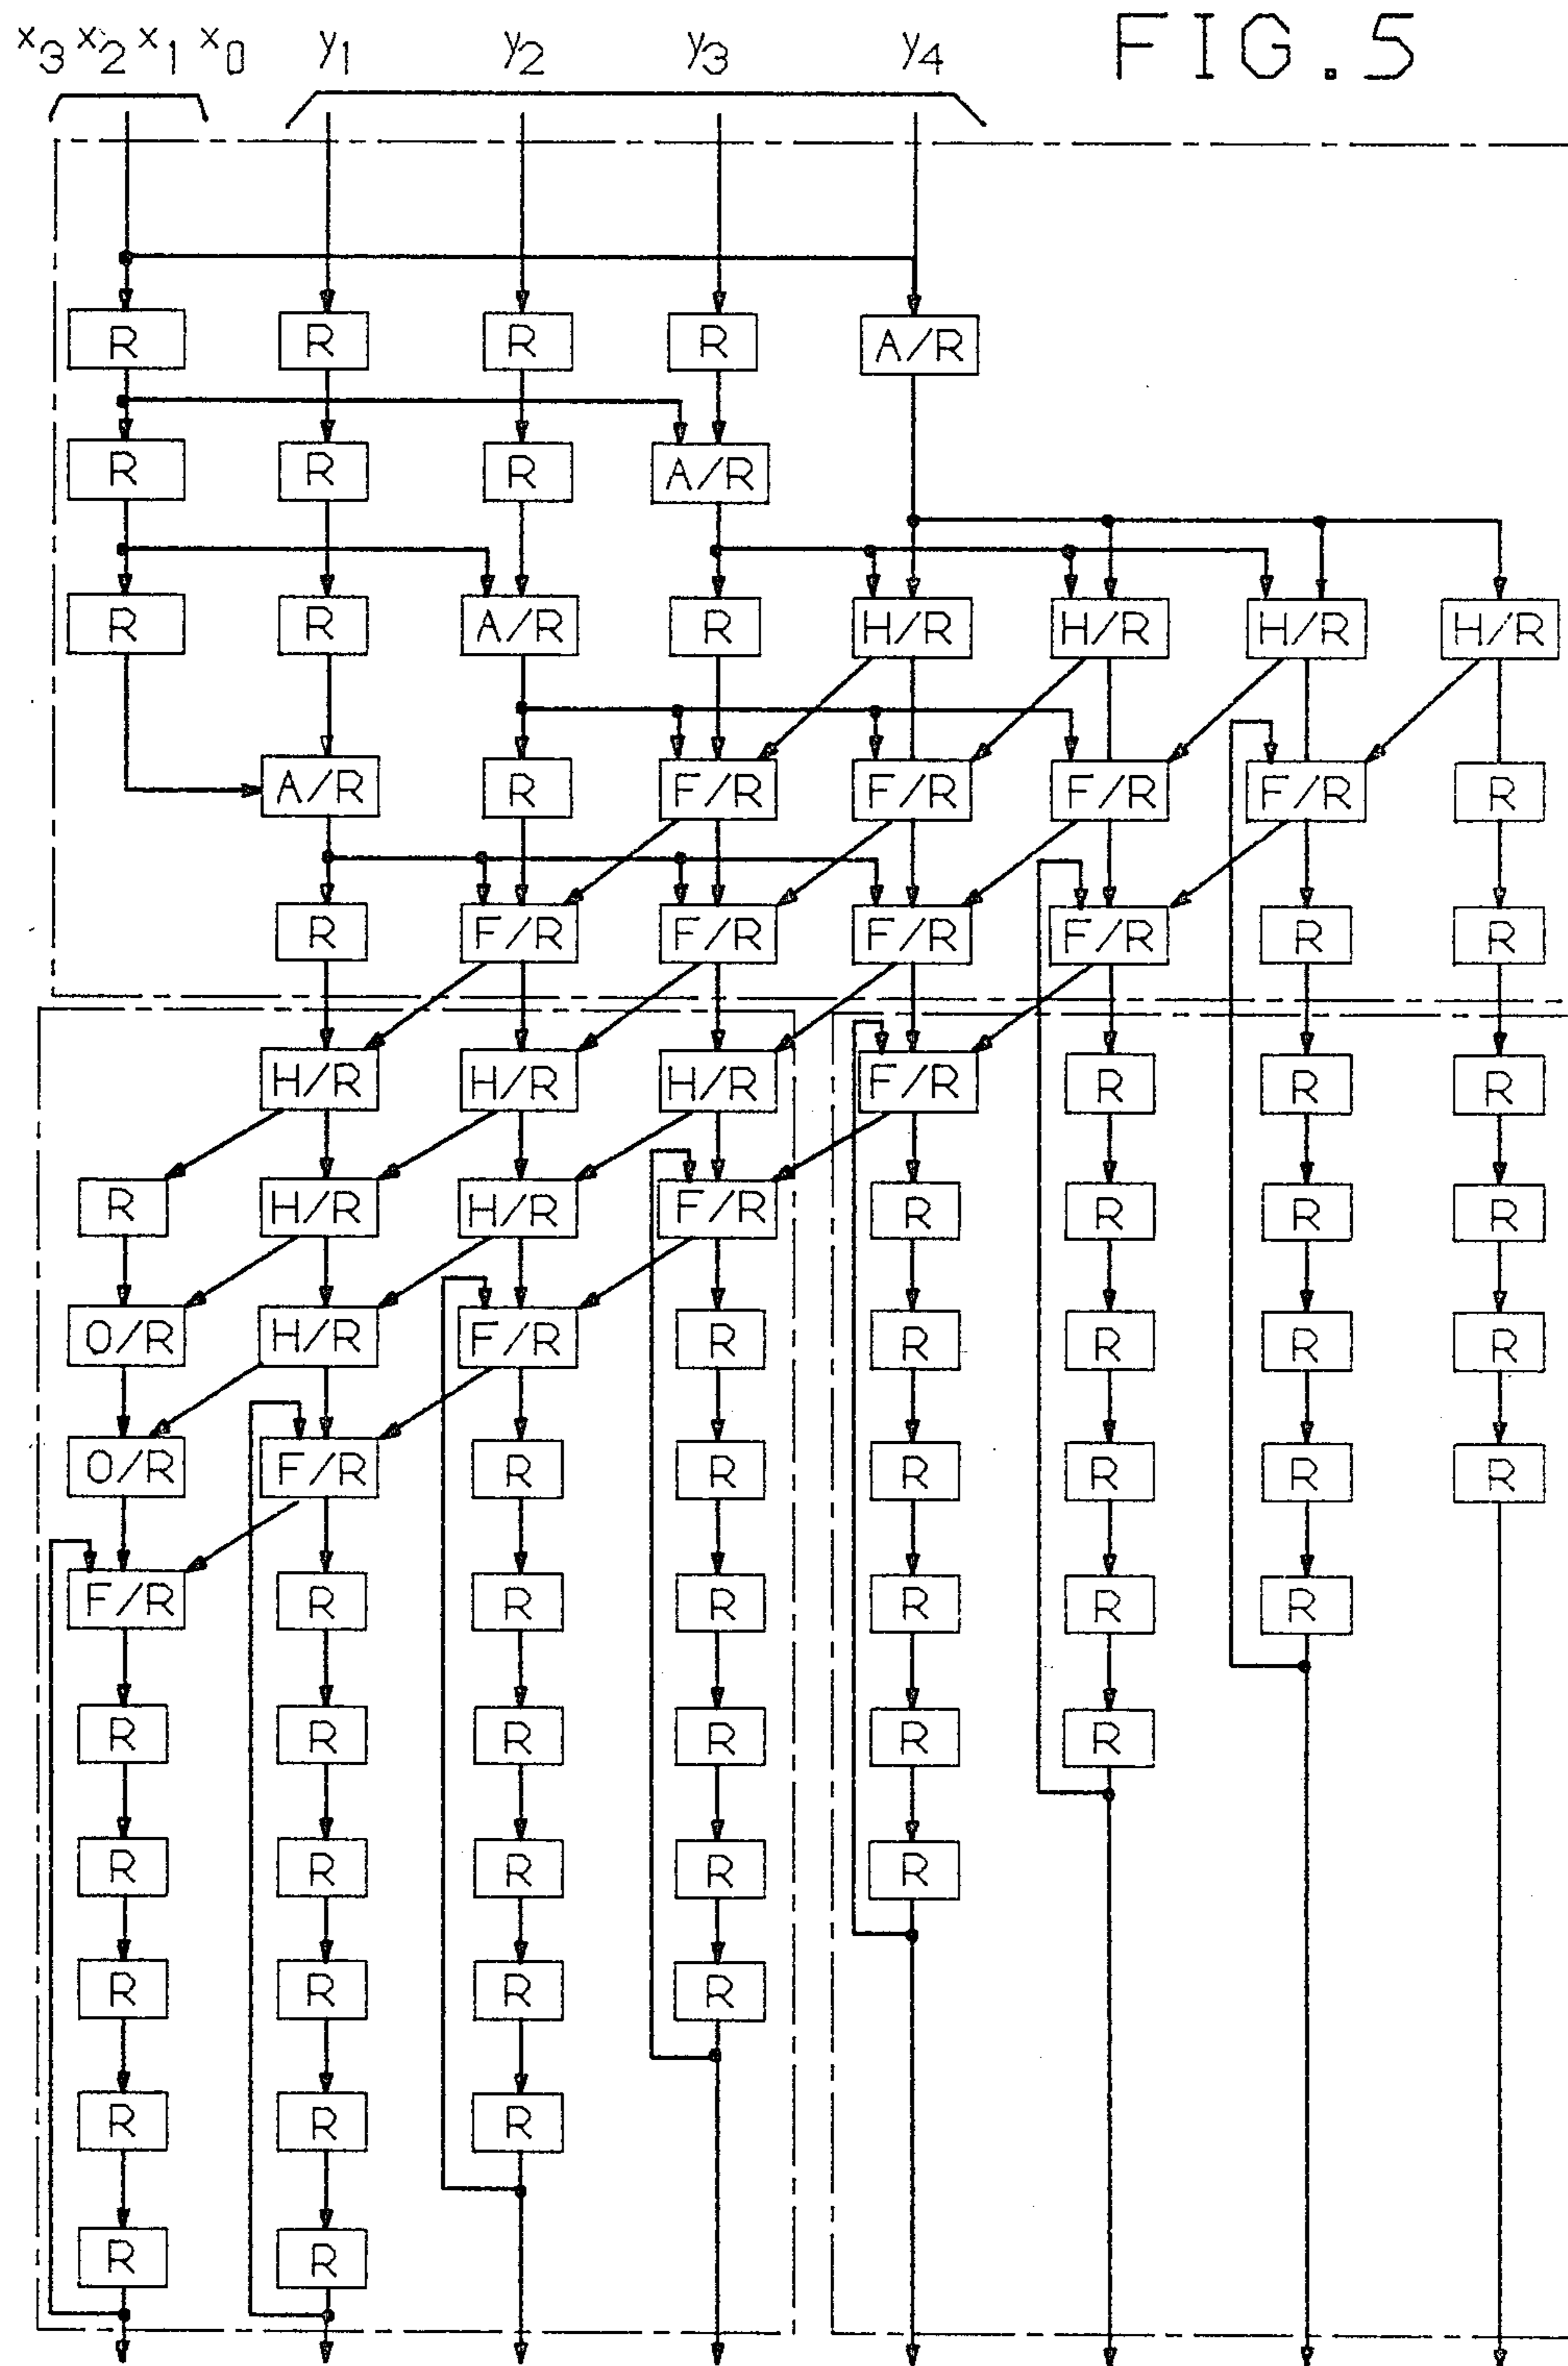 FIG.5
x3 x2 x1 x0 y1 y2 y3 y4
R R R R A/R
R R R A/R
R R A/R R H/R H/R H/R H/R
A/R R F/R F/R F/R F/R R
R F/R F/R F/R F/R R R
H/R H/R H/R F/R R R R
R H/R H/R F/R R R R R
O/R H/R F/R R R R R R
O/R F/R R R R R R R
F/R R R R R R R
R R R R R R
R R R R R
R R R R
R R R
R R